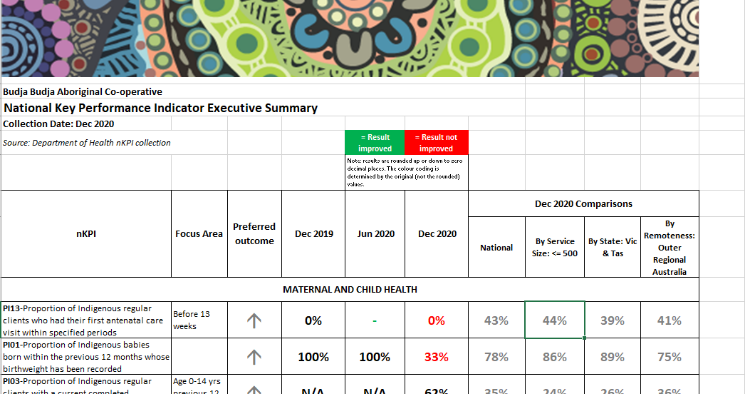 Budja Budja Aboriginal Co-operative
National Key Performance Indicator Executive Summary
Collection Date: Dec 2020
Source: Department of Health nKPI collection
= Result improved
= Result not improved
Note: results are rounded up or down to zero
decimal places. The colour coding is
determined by the original (not the rounded)
values.
nKPI
Focus Area
Preferred
outcome
Dec 2019
Jun 2020
Dec 2020
Dec 2020 Comparisons
National
By Service
Size: <= 500
By State: Vic
& Tas
By
Remoteness:
Outer
Regional
Australia
MATERNAL AND CHILD HEALTH
PI13-Proportion of Indigenous regular
clients who had their first antenatal care
visit within specified periods
Before 13
weeks
↑
0%
-
0%
43%
44%
39%
41%
PI01-Proportion of Indigenous babies
born within the previous 12 months whose
birthweight has been recorded
↑
100%
100%
33%
78%
86%
89%
75%
PI03-Proportion of Indigenous regular
clients with a current completed
Age 0-14 yrs
previous 12
↑
N/A
N/A
62%
35%
24%
26%
36%